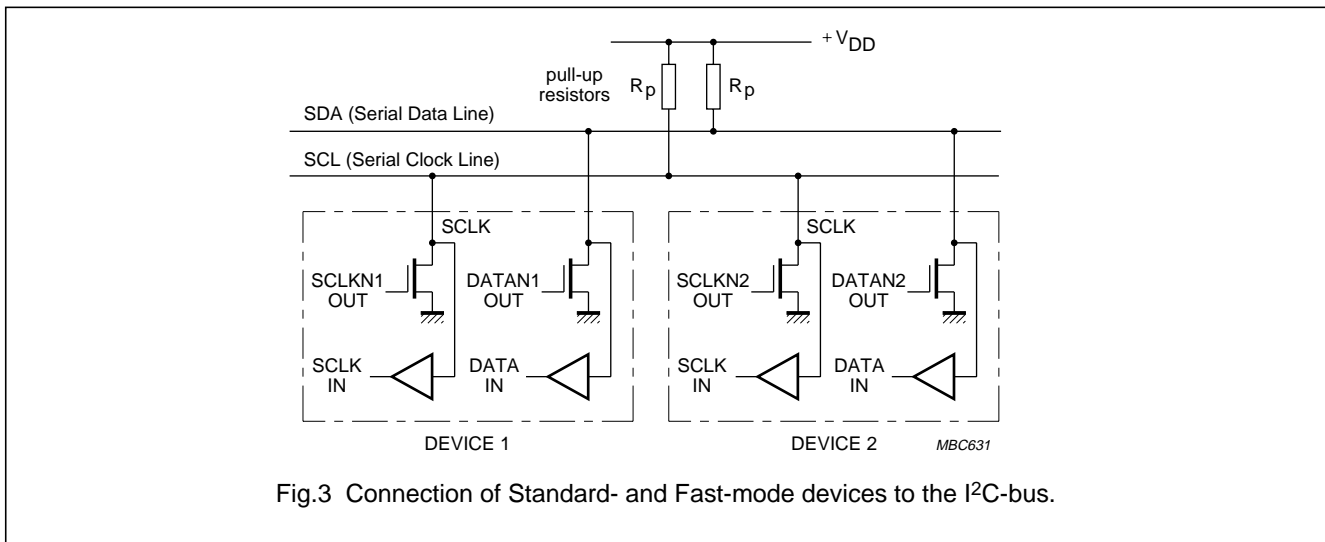 + VDD
pull-up
resistors
Rp
Rp
SDA (Serial Data Line)
SCL (Serial Clock Line)
SCLK
SCLKN1
OUT
DATAN1
OUT
SCLK
IN
DATA
IN
DEVICE 1
SCLK
SCLKN2
OUT
DATAN2
OUT
SCLK
IN
DATA
IN
DEVICE 2
MBC631
Fig.3 Connection of Standard- and Fast-mode devices to the I²C-bus.